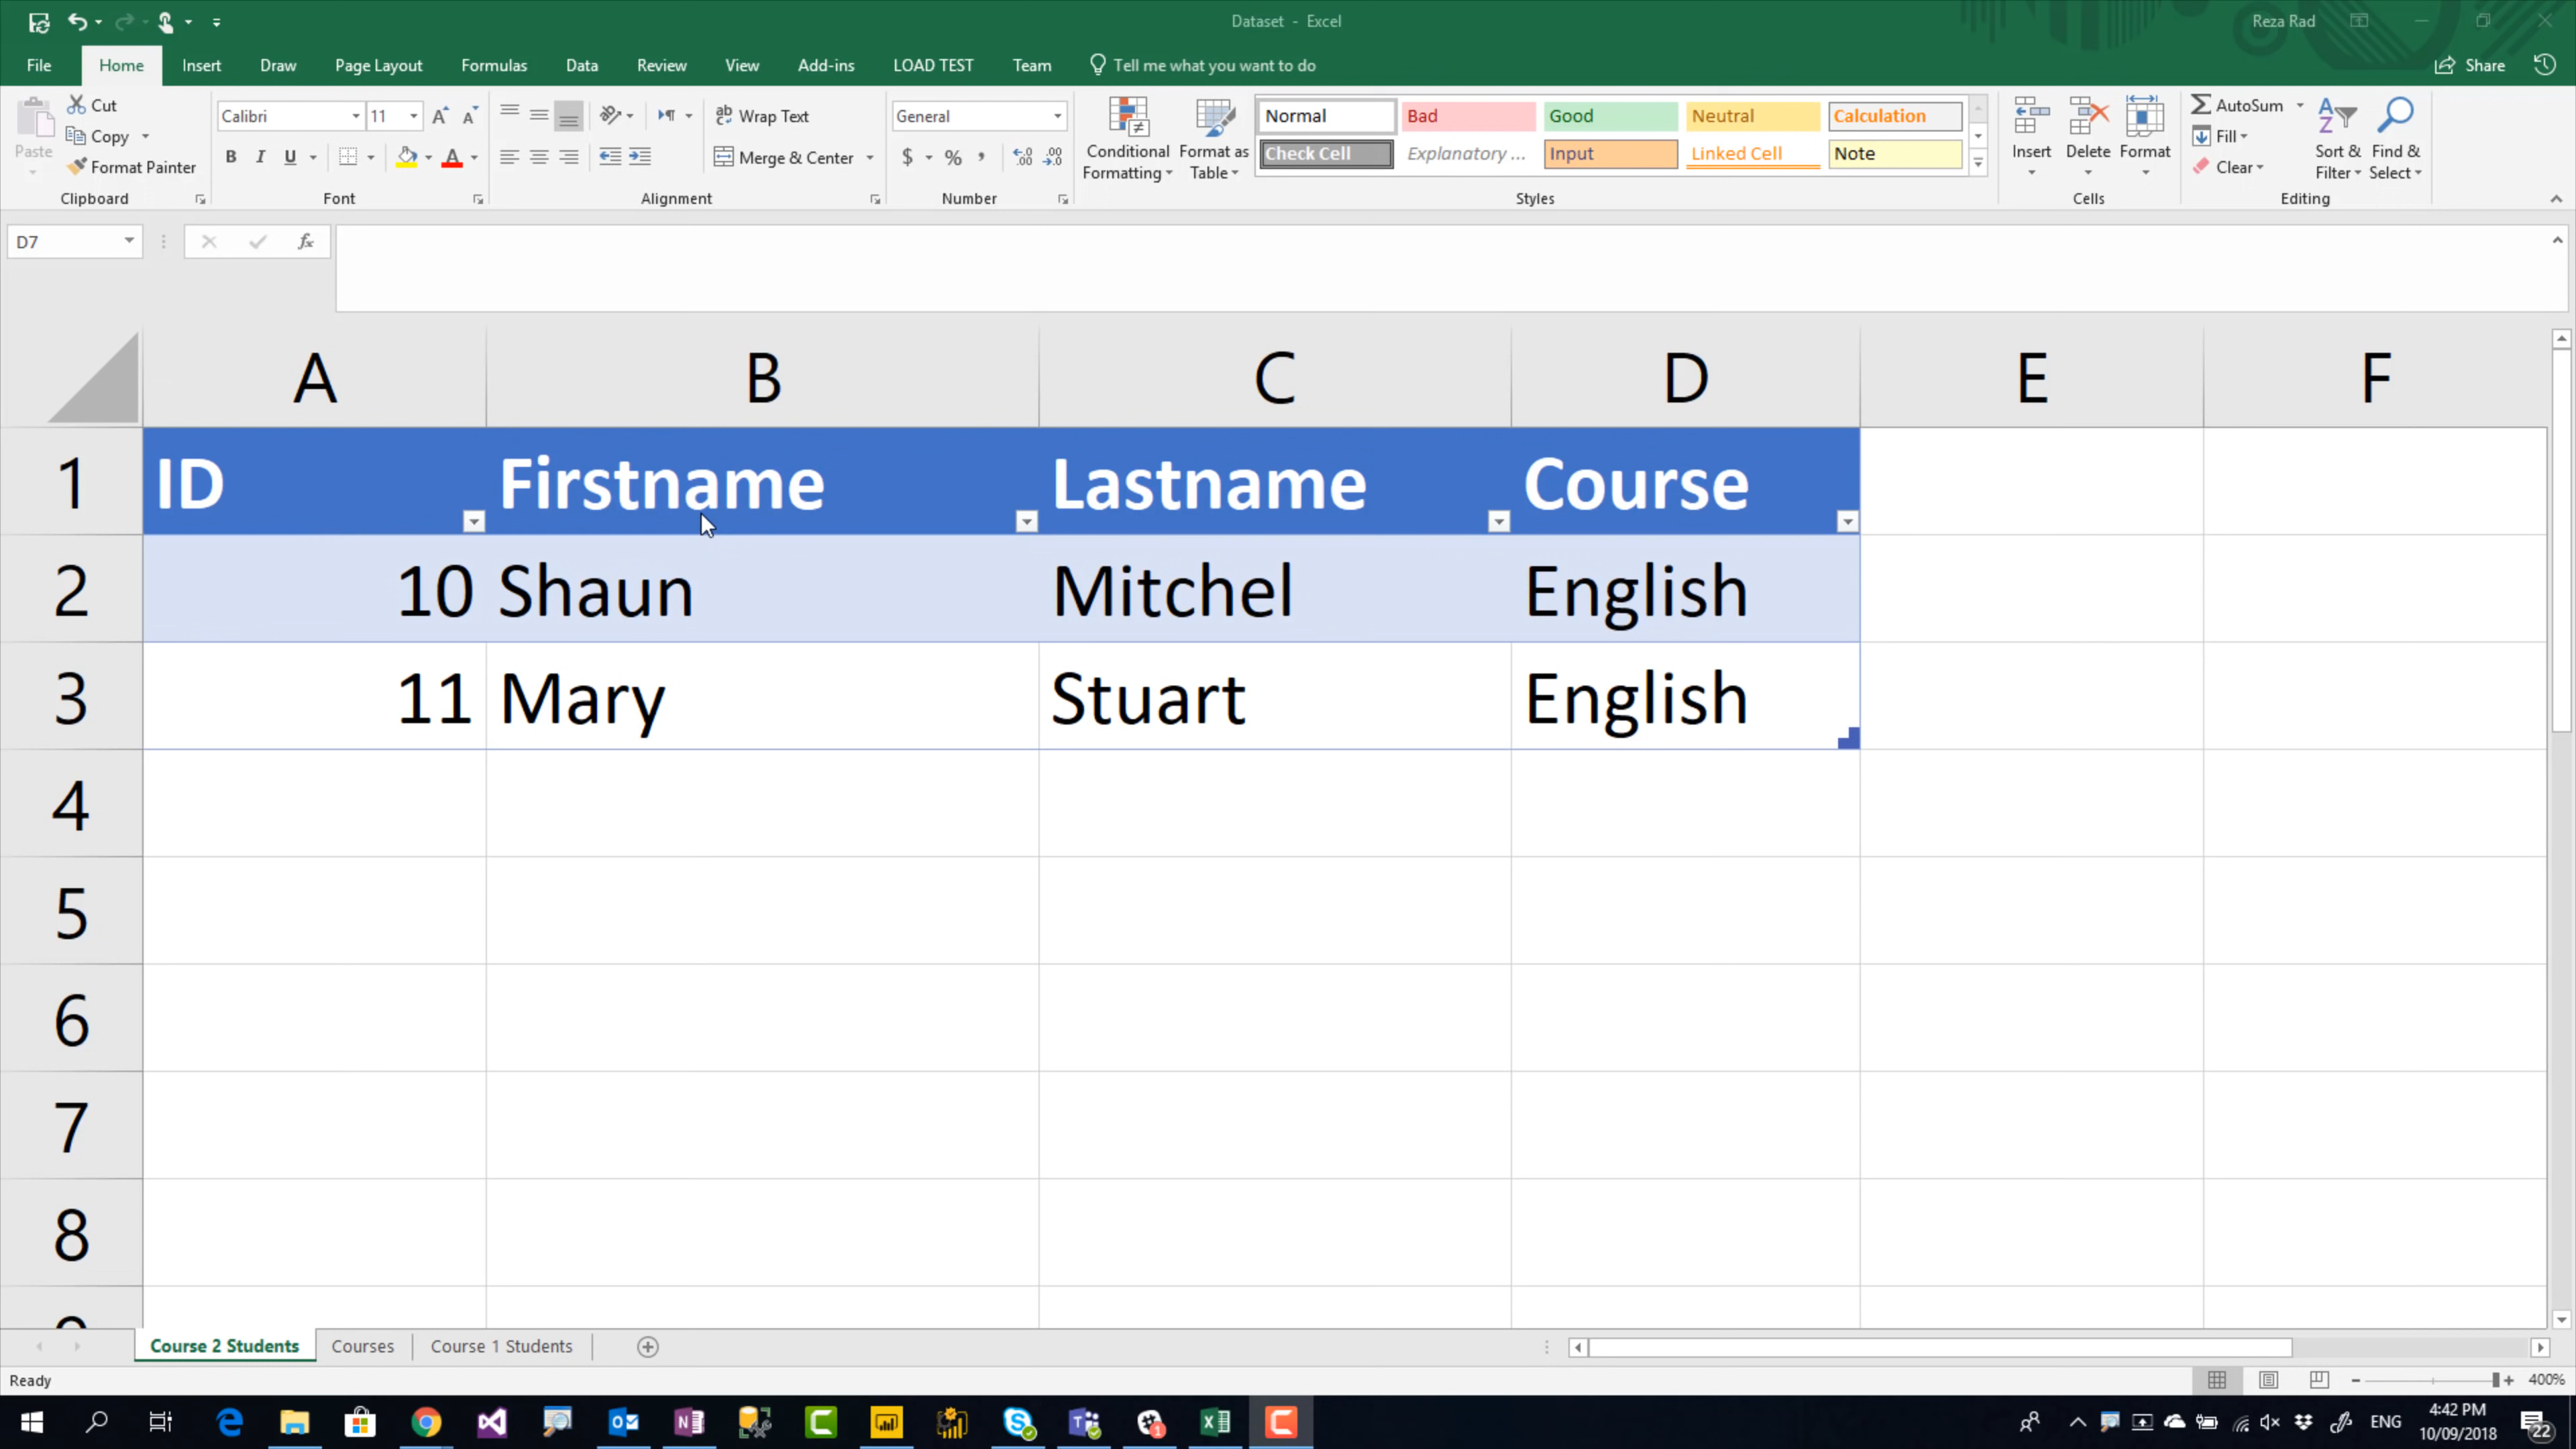 Dataset - Excel
Reza Rad
File Home Insert Draw Page Layout Formulas Data Review View Add-ins LOAD TEST Team Tell me what you want to do Share
Paste
Cut
Copy
Format Painter
Clipboard
Calibri 11
B I U
Font
Wrap Text
Merge & Center
Alignment
General
$ % ,
Number
Conditional Formatting
Format as Table
Normal Bad Good Neutral Calculation
Check Cell Explanatory ... Input Linked Cell Note
Styles
Insert Delete Format
Cells
AutoSum
Fill
Clear
Sort & Filter
Find & Select
Editing
D7 fx
A B C D E F
1 ID Firstname Lastname Course
2 10 Shaun Mitchel English
3 11 Mary Stuart English
4
5
6
7
8
9
Course 2 Students Courses Course 1 Students
Ready 400%
ENG 4:42 PM
10/09/2018 22